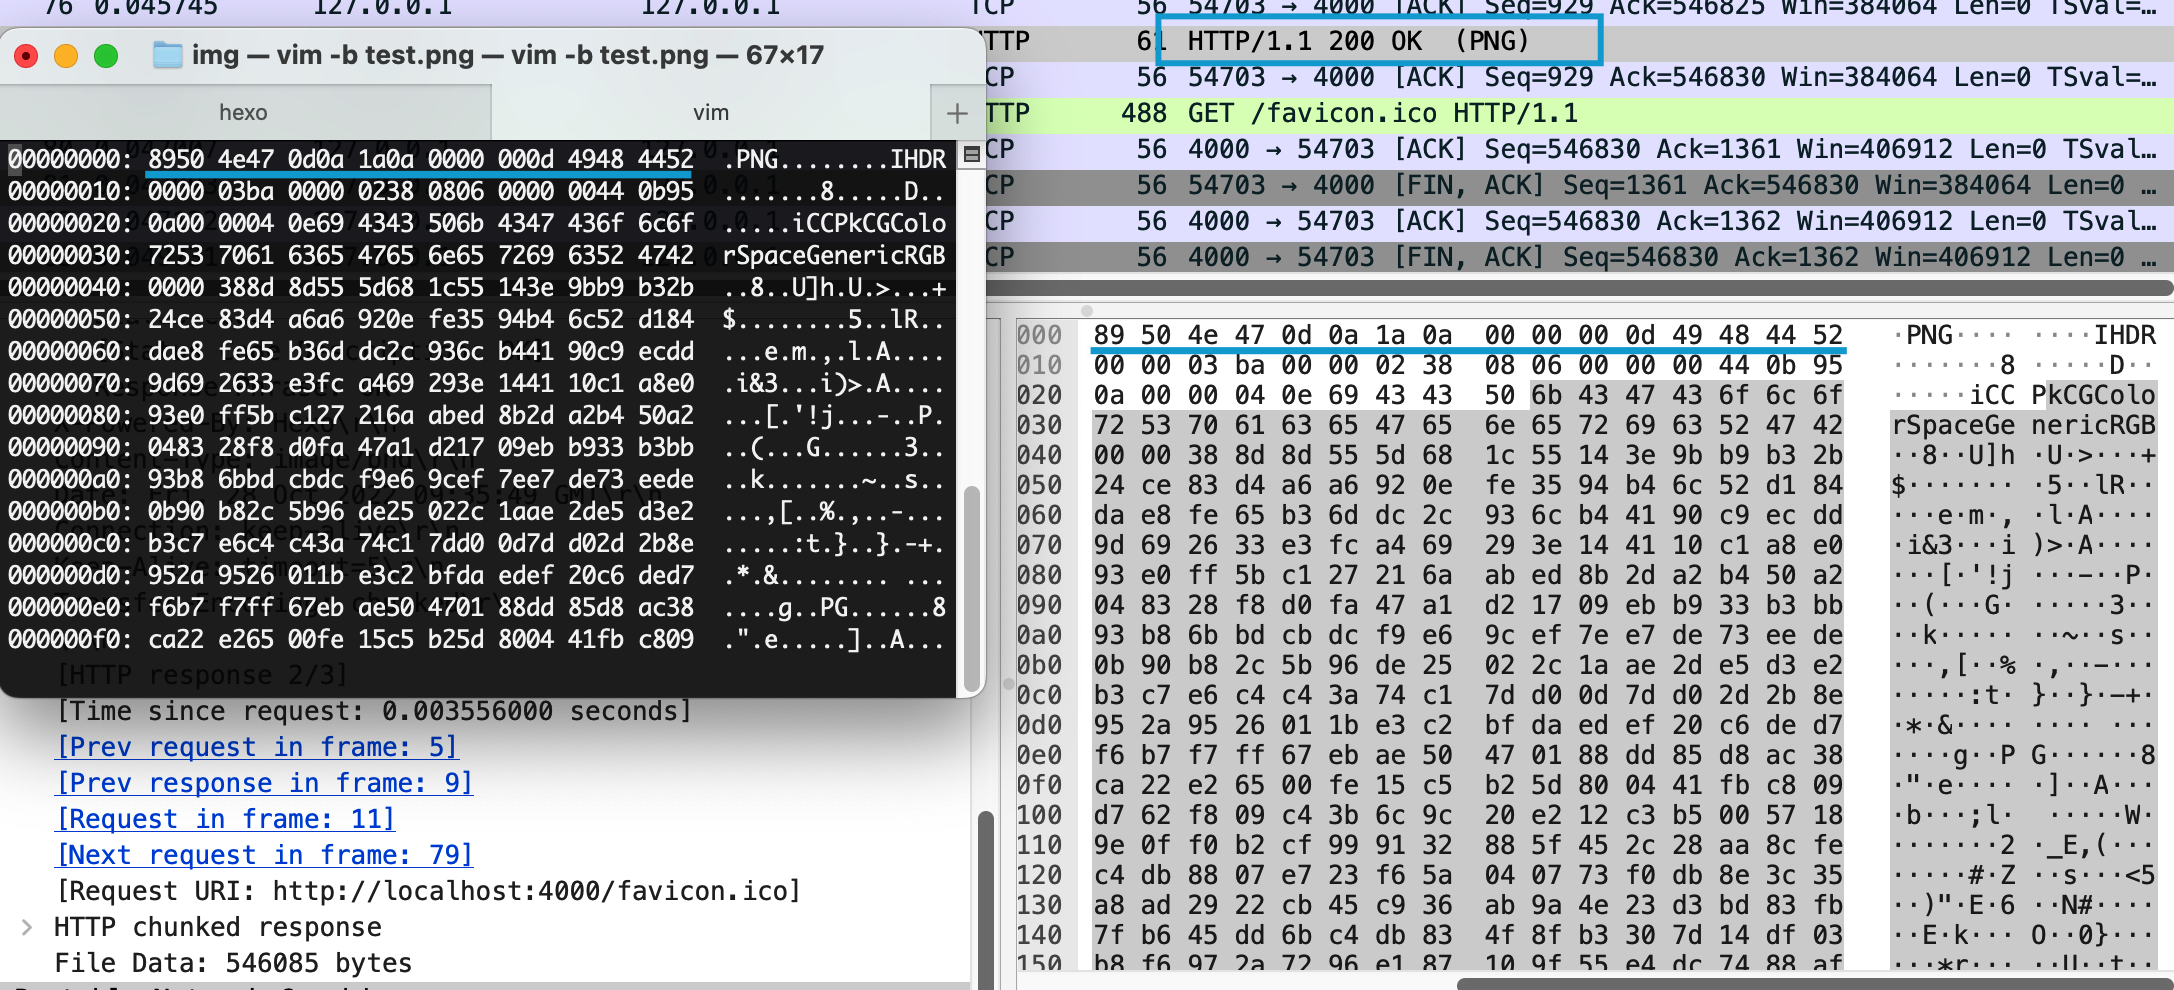 76 0.045745 127.0.0.1 127.0.0.1 TCP 56 54703 → 4000 [ACK] Seq=929 Ack=546825 Win=384064 Len=0 TSval=…
TTP 61 HTTP/1.1 200 OK (PNG)
CP 56 54703 → 4000 [ACK] Seq=929 Ack=546830 Win=384064 Len=0 TSval=…
TTP 488 GET /favicon.ico HTTP/1.1
CP 56 4000 → 54703 [ACK] Seq=546830 Ack=1361 Win=406912 Len=0 TSval…
56 54703 → 4000 [FIN, ACK] Seq=1361 Ack=546830 Win=384064 Len=0 …
CP 56 4000 → 54703 [ACK] Seq=546830 Ack=1362 Win=406912 Len=0 TSval…
CP 56 4000 → 54703 [FIN, ACK] Seq=546830 Ack=1362 Win=406912 Len=0 …
img — vim -b test.png — vim -b test.png — 67×17
hexo vim +
00000000: 8950 4e47 0d0a 1a0a 0000 000d 4948 4452 .PNG........IHDR
00000010: 0000 03ba 0000 0238 0806 0000 0044 0b95 .......8.....D..
00000020: 0a00 0004 0e69 4343 506b 4347 436f 6c6f .....iCCPkCGColo
00000030: 7253 7061 6365 4765 6e65 7269 6352 4742 rSpaceGenericRGB
00000040: 0000 388d 8d55 5d68 1c55 143e 9bb9 b32b ..8..U]h.U.>...+
00000050: 24ce 83d4 a6a6 920e fe35 94b4 6c52 d184 $........5..lR..
00000060: dae8 fe65 b36d dc2c 936c b441 90c9 ecdd ...e.m.,.l.A....
00000070: 9d69 2633 e3fc a469 293e 1441 10c1 a8e0 .i&3...i)>.A....
00000080: 93e0 ff5b c127 216a abed 8b2d a2b4 50a2 ...[.'!j...-..P.
00000090: 0483 28f8 d0fa 47a1 d217 09eb b933 b3bb ..(...G......3..
000000a0: 93b8 6bbd cbdc f9e6 9cef 7ee7 de73 eede ..k.......~..s..
000000b0: 0b90 b82c 5b96 de25 022c 1aae 2de5 d3e2 ...,[..%.,..-...
000000c0: b3c7 e6c4 c43a 74c1 7dd0 0d7d d02d 2b8e .....:t.}..}.-+.
000000d0: 952a 9526 011b e3c2 bfda edef 20c6 ded7 .*.&........ ...
000000e0: f6b7 f7ff 67eb ae50 4701 88dd 85d8 ac38 ....g..PG......8
000000f0: ca22 e265 00fe 15c5 b25d 8004 41fb c809 .".e.....]..A...
[HTTP response 2/3]
[Time since request: 0.003556000 seconds]
[Prev request in frame: 5]
[Prev response in frame: 9]
[Request in frame: 11]
[Next request in frame: 79]
[Request URI: http://localhost:4000/favicon.ico]
HTTP chunked response
File Data: 546085 bytes
000 89 50 4e 47 0d 0a 1a 0a 00 00 00 0d 49 48 44 52 ·PNG···· ····IHDR
010 00 00 03 ba 00 00 02 38 08 06 00 00 00 44 0b 95 ·······8 ·····D··
020 0a 00 00 04 0e 69 43 43 50 6b 43 47 43 6f 6c 6f ·····iCC PkCGColo
030 72 53 70 61 63 65 47 65 6e 65 72 69 63 52 47 42 rSpaceGe nericRGB
040 00 00 38 8d 8d 55 5d 68 1c 55 14 3e 9b b9 b3 2b ··8··U]h ·U·>···+
050 24 ce 83 d4 a6 a6 92 0e fe 35 94 b4 6c 52 d1 84 $······· ·5··lR··
060 da e8 fe 65 b3 6d dc 2c 93 6c b4 41 90 c9 ec dd ···e·m·, ·l·A····
070 9d 69 26 33 e3 fc a4 69 29 3e 14 41 10 c1 a8 e0 ·i&3···i )>·A····
080 93 e0 ff 5b c1 27 21 6a ab ed 8b 2d a2 b4 50 a2 ···[·'!j ···-··P·
090 04 83 28 f8 d0 fa 47 a1 d2 17 09 eb b9 33 b3 bb ··(···G· ·····3··
0a0 93 b8 6b bd cb dc f9 e6 9c ef 7e e7 de 73 ee de ··k····· ··~··s··
0b0 0b 90 b8 2c 5b 96 de 25 02 2c 1a ae 2d e5 d3 e2 ···,[··% ·,··-···
0c0 b3 c7 e6 c4 c4 3a 74 c1 7d d0 0d 7d d0 2d 2b 8e ·····:t· }··}·-+·
0d0 95 2a 95 26 01 1b e3 c2 bf da ed ef 20 c6 de d7 ·*·&···· ···· ···
0e0 f6 b7 f7 ff 67 eb ae 50 47 01 88 dd 85 d8 ac 38 ····g··P G······8
0f0 ca 22 e2 65 00 fe 15 c5 b2 5d 80 04 41 fb c8 09 ·"·e···· ·]··A···
100 d7 62 f8 09 c4 3b 6c 9c 20 e2 12 c3 b5 00 57 18 ·b···;l· ·····W·
110 9e 0f f0 b2 cf 99 91 32 88 5f 45 2c 28 aa 8c fe ·······2 ·_E,(···
120 c4 db 88 07 e7 23 f6 5a 04 07 73 f0 db 8e 3c 35 ·····#·Z ··s···<5
130 a8 ad 29 22 cb 45 c9 36 ab 9a 4e 23 d3 bd 83 fb ··)"·E·6 ··N#····
140 7f b6 45 dd 6b c4 db 83 4f 8f b3 30 7d 14 df 03 ··E·k··· O··0}···
150 b8 f6 97 2a 72 96 e1 87 10 9f 55 e4 dc 74 88 af ···*r··· ··U··t··